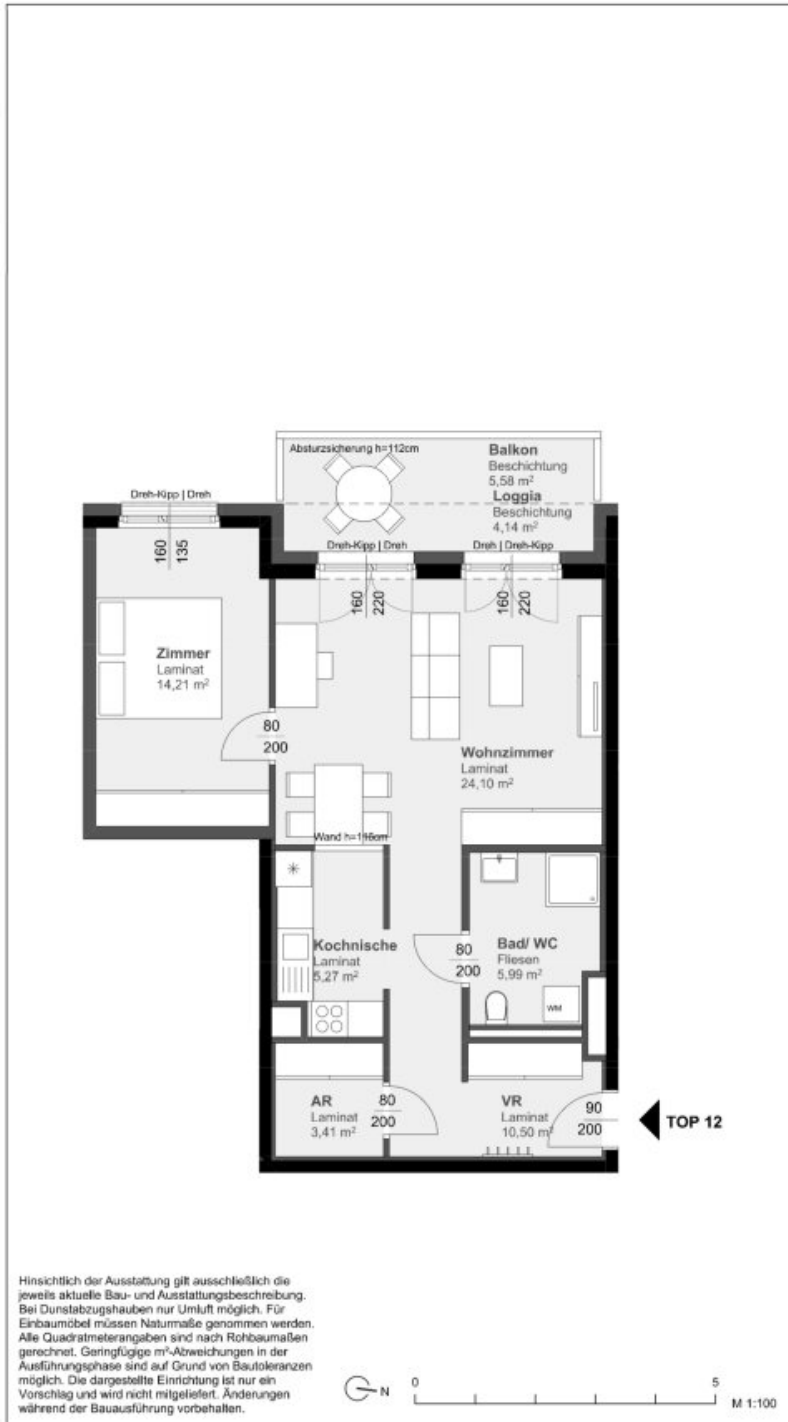 Absturzsicherung h=112cm
Balkon
Beschichtung
5,58 m²
Loggia
Beschichtung
4,14 m²
Dreh-Kipp | Dreh
160
135
Dreh-Kipp | Dreh
Dreh | Dreh-Kipp
160
220
160
220
Zimmer
Laminat
14,21 m²
80
200
Wohnzimmer
Laminat
24,10 m²
Wand h=116cm
Kochnische
Laminat
5,27 m²
80
200
Bad/ WC
Fliesen
5,99 m²
WM
AR
Laminat
3,41 m²
80
200
VR
Laminat
10,50 m²
90
200
TOP 12
Hinsichtlich der Ausstattung gilt ausschließlich die
jeweils aktuelle Bau- und Ausstattungsbeschreibung.
Bei Dunstabzugshauben nur Umluft möglich. Für
Einbaumöbel müssen Naturmaße genommen werden.
Alle Quadratmeterangaben sind nach Rohbaumaßen
gerechnet. Geringfügige m²-Abweichungen in der
Ausführungsphase sind auf Grund von Bautoleranzen
möglich. Die dargestellte Einrichtung ist nur ein
Vorschlag und wird nicht mitgeliefert. Änderungen
während der Bauausführung vorbehalten.
N
0
5
M 1:100